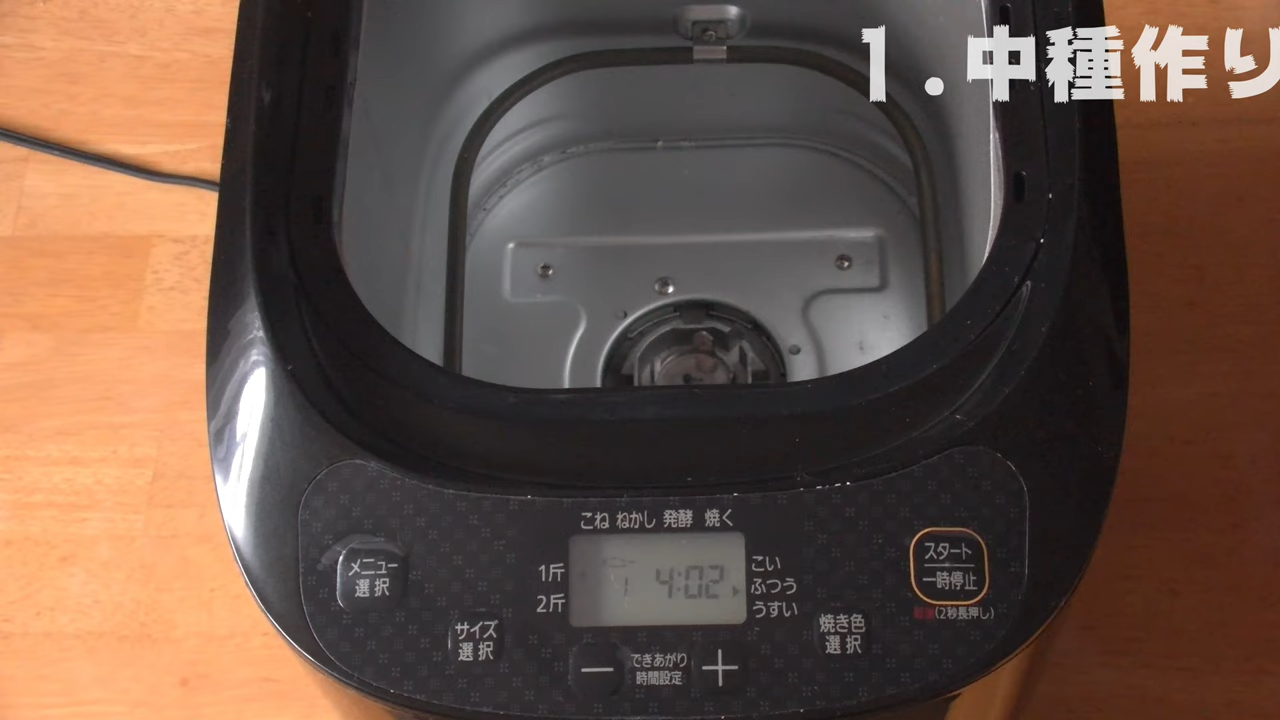 1.中種作り
こね ねかし 発酵 焼く
メニュー
選択
1斤
2斤
1 4:02
こい
ふつう
うすい
スタート
一時停止
(2秒長押し)
サイズ
選択
焼き色
選択
− できあがり
時間設定 +